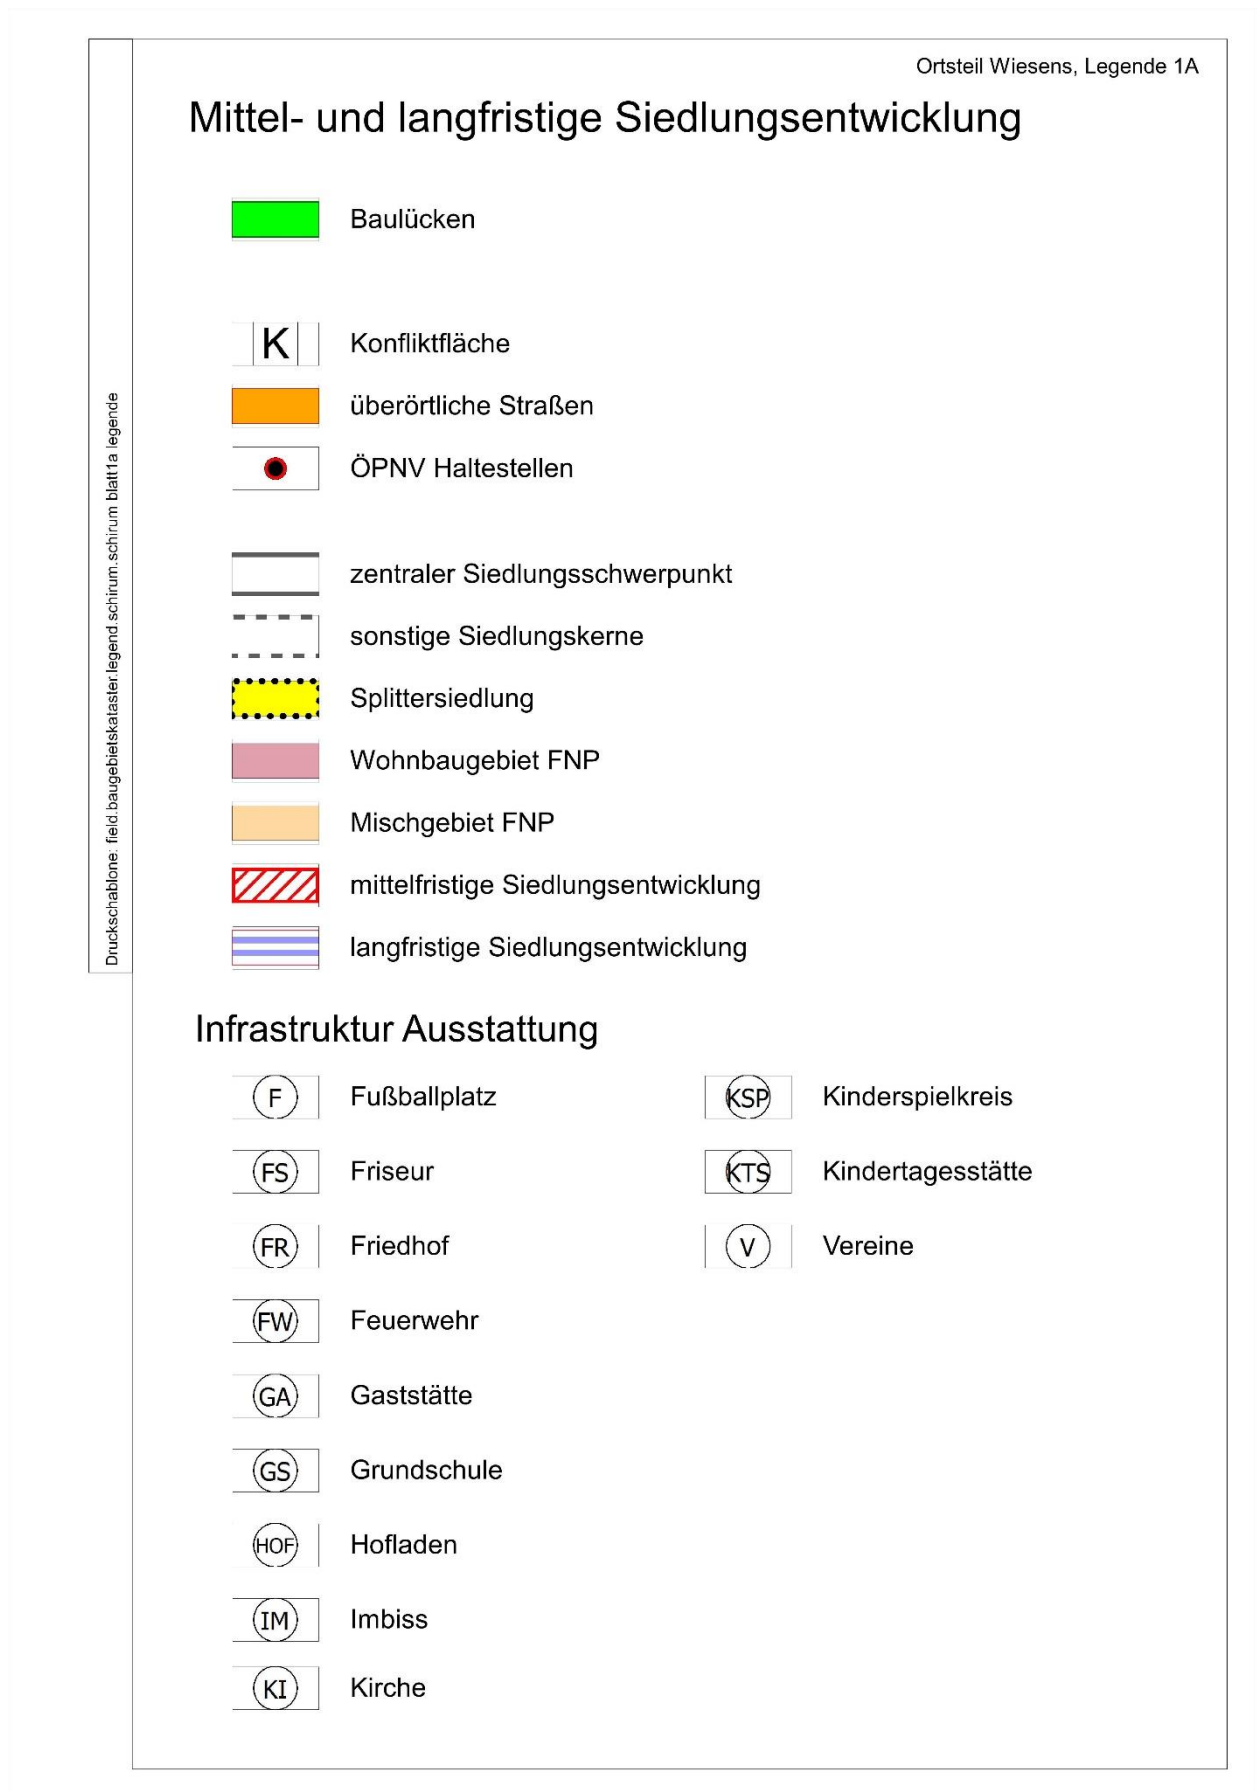 Ortsteil Wiesens, Legende 1A
Mittel- und langfristige Siedlungsentwicklung
Baulücken
K Konfliktfläche
überörtliche Straßen
ÖPNV Haltestellen
zentraler Siedlungsschwerpunkt
sonstige Siedlungskerne
Splittersiedlung
Wohnbaugebiet FNP
Mischgebiet FNP
mittelfristige Siedlungsentwicklung
langfristige Siedlungsentwicklung
Druckschablone: field.baugebietskataster.legend.schirum.schirum blatt1a legende
Infrastruktur Ausstattung
F Fußballplatz
FS Friseur
FR Friedhof
FW Feuerwehr
GA Gaststätte
GS Grundschule
HOF Hofladen
IM Imbiss
KI Kirche
KSP Kinderspielkreis
KTS Kindertagesstätte
V Vereine